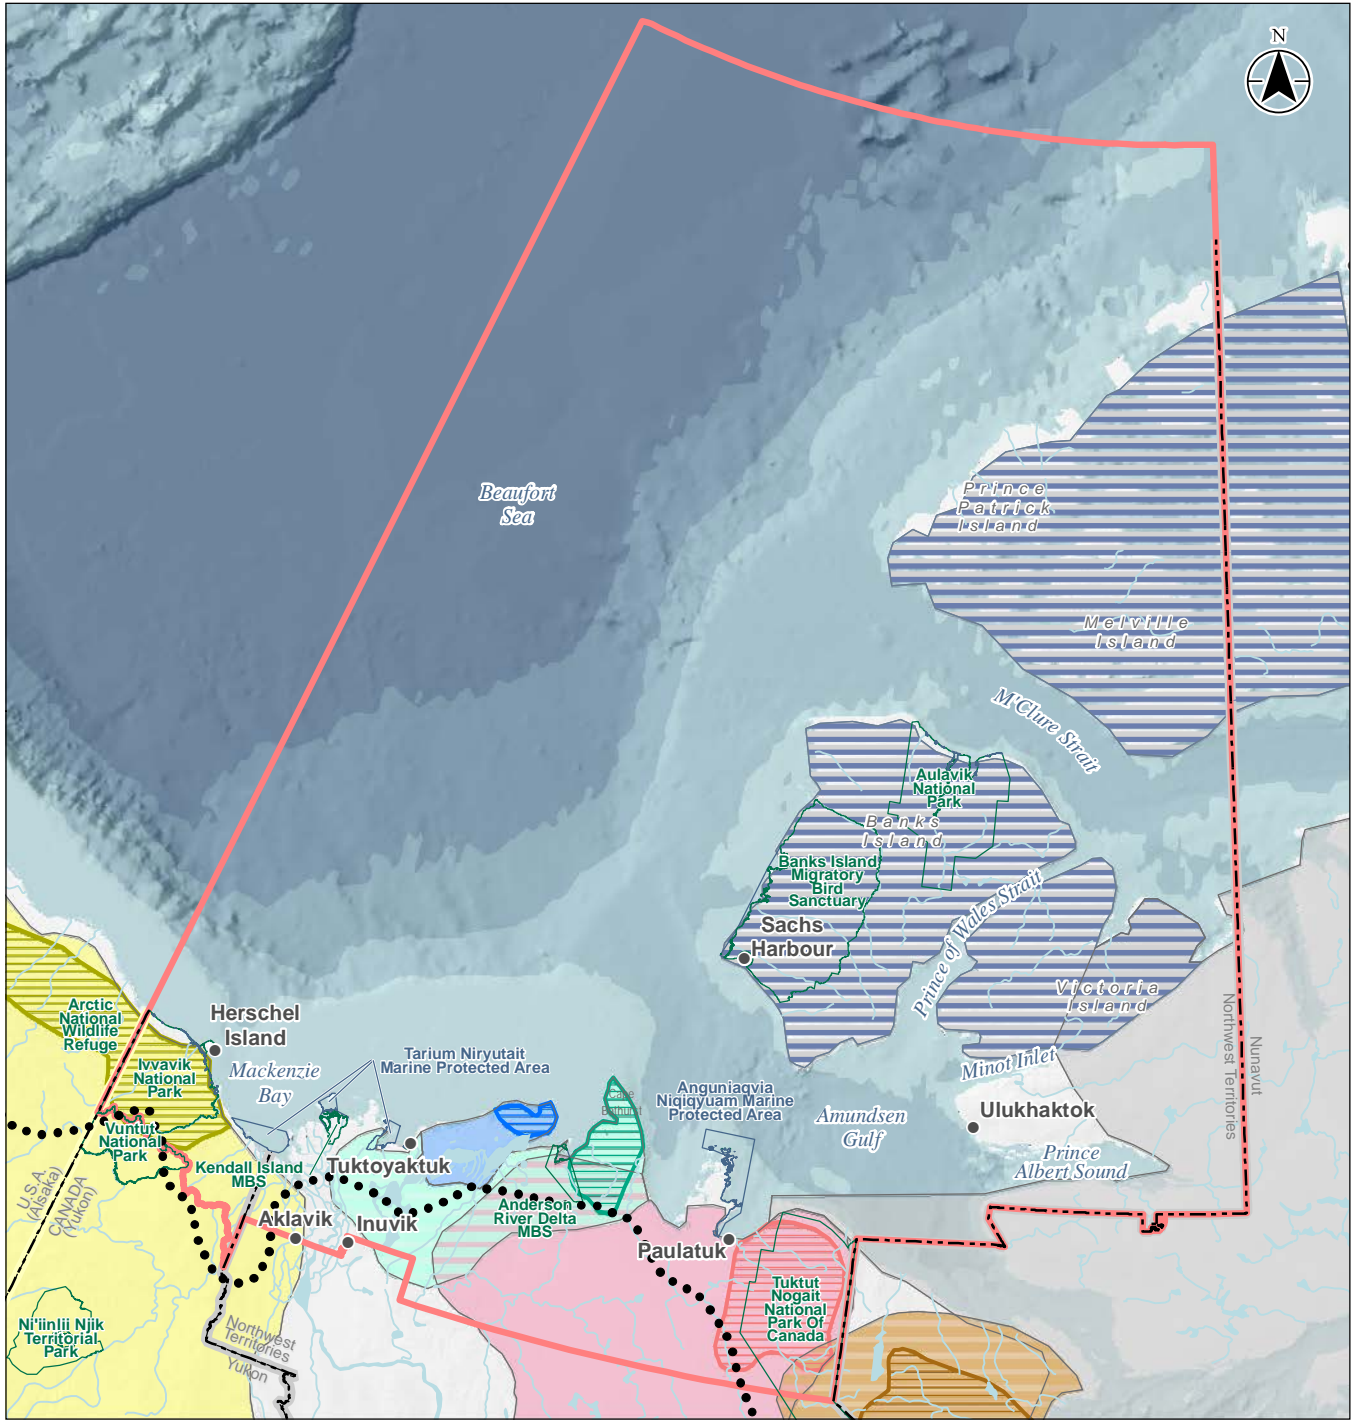 N
Beaufort
Sea
Prince
Patrick
Island
Melville
Island
M'Clure Strait
Aulavik
National
Park
Banks
Island
Banks Island
Migratory
Bird
Sanctuary
Sachs
Harbour
Prince of Wales Strait
Victoria
Island
Arctic
National
Wildlife
Refuge
Herschel
Island
Ivvavik
National
Park
Mackenzie
Bay
Tarium Niryutait
Marine Protected Area
Anguniaqvia
Niqiqyuam Marine
Protected Area
Cape
Bathurst
Amundsen
Gulf
Minot Inlet
Ulukhaktok
Prince
Albert Sound
Northwest Territories
Nunavut
Vuntut
National
Park
Kendall Island
MBS
Tuktoyaktuk
U.S.A.
(Alsaka)
CANADA
(Yukon)
Aklavik
Inuvik
Anderson
River Delta
MBS
Paulatuk
Tuktut
Nogait
National
Park Of
Canada
Ni'iinlii Njik
Territorial
Park
Northwest
Territories
Yukon